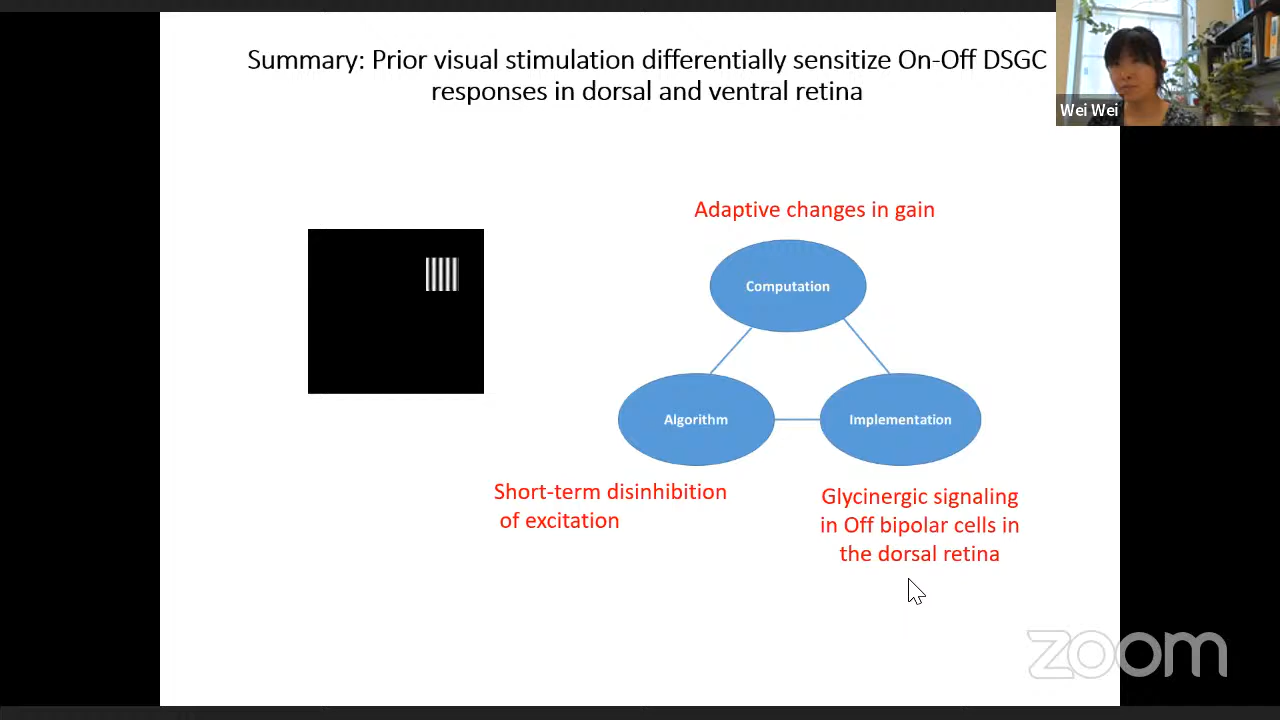 Summary: Prior visual stimulation differentially sensitize On-Off DSGC
responses in dorsal and ventral retina
Wei Wei
Adaptive changes in gain
Computation
Algorithm
Implementation
Short-term disinhibition
of excitation
Glycinergic signaling
in Off bipolar cells in
the dorsal retina
zoom